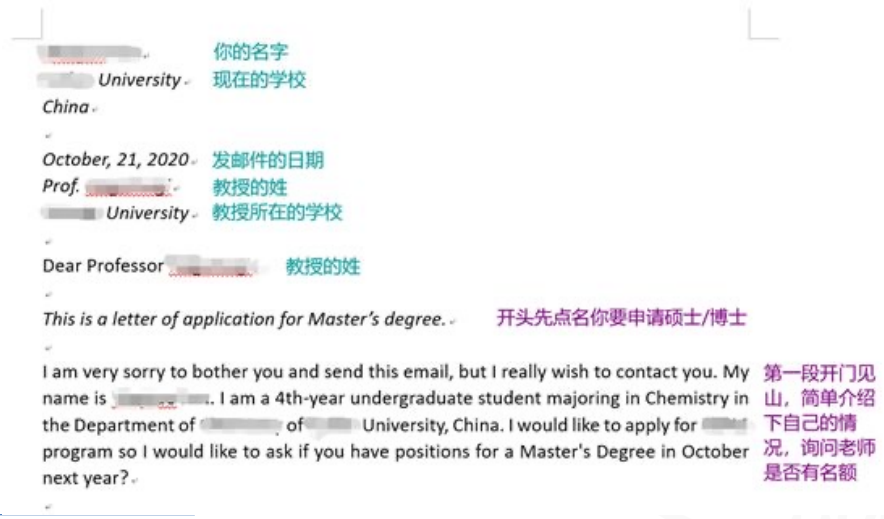 你的名字
University 现在的学校
China
October, 21, 2020 发邮件的日期
Prof. 教授的姓
University 教授所在的学校
Dear Professor 教授的姓
This is a letter of application for Master's degree. 开头先点名你要申请硕士/博士
I am very sorry to bother you and send this email, but I really wish to contact you. My
name is . I am a 4th-year undergraduate student majoring in Chemistry in
the Department of of University, China. I would like to apply for
program so I would like to ask if you have positions for a Master's Degree in October
next year?
第一段开门见
山，简单介绍
下自己的情
况，询问老师
是否有名额